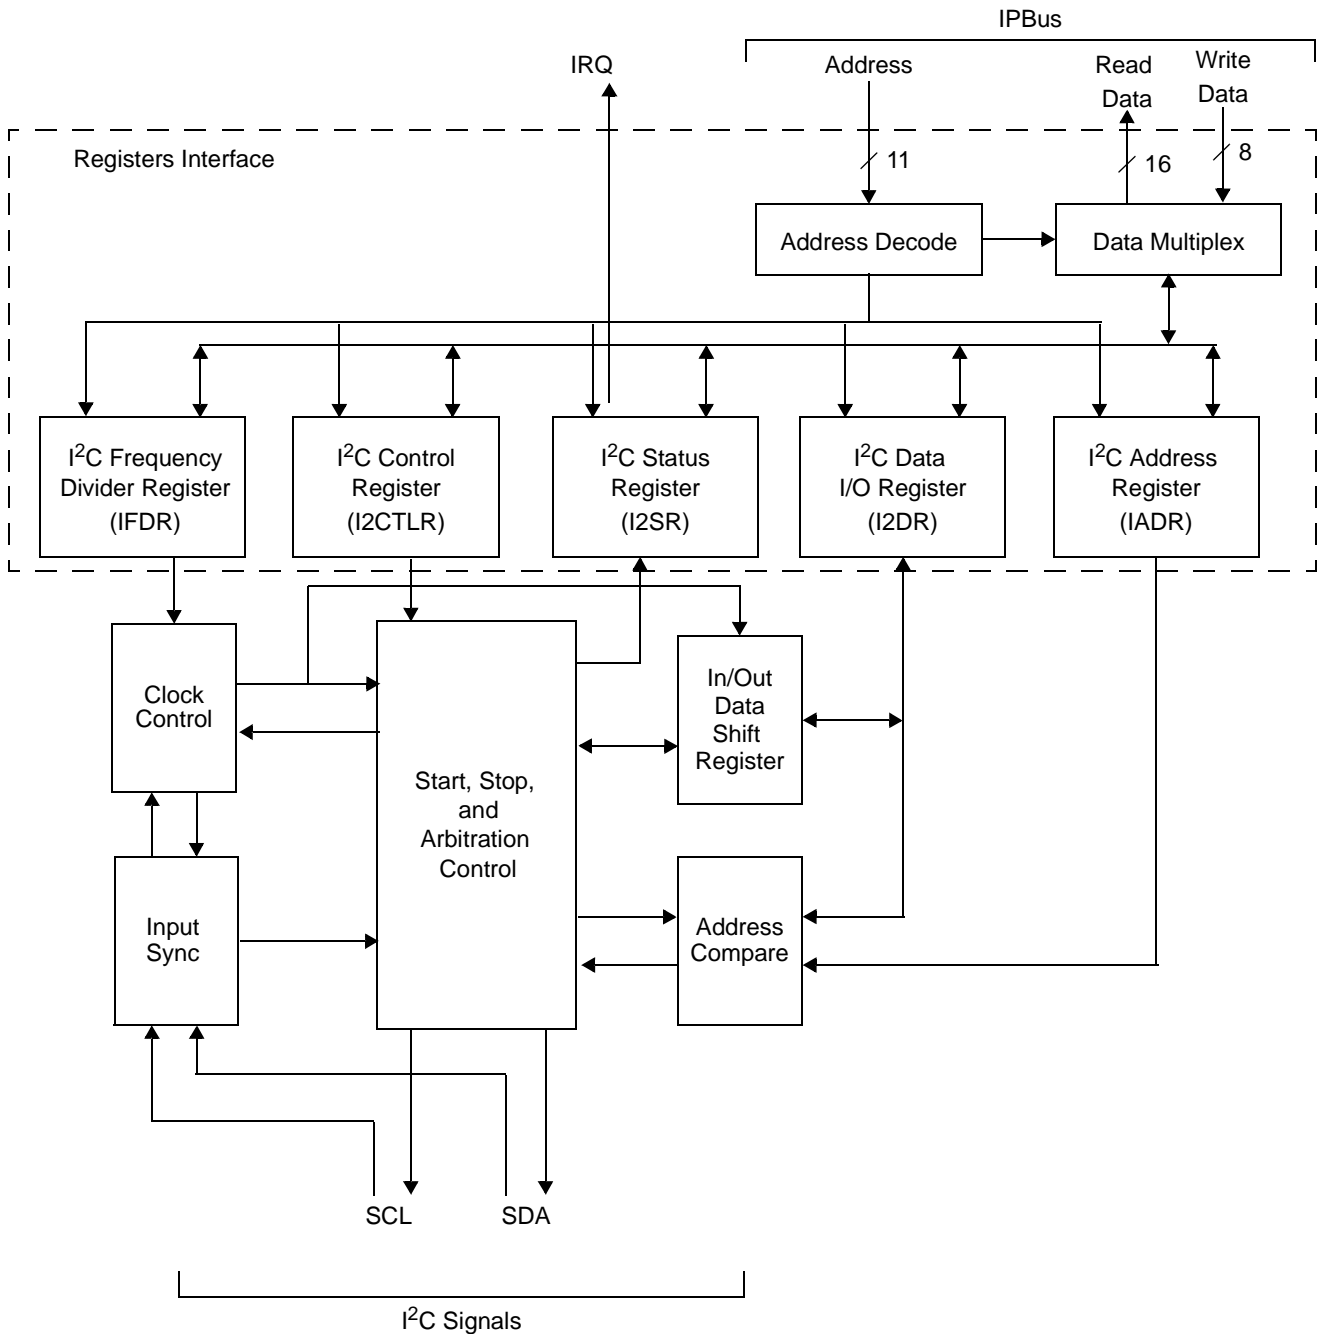 IPBus
IRQ
Address
Read
Data
Write
Data
Registers Interface
11
16
8
Address Decode
Data Multiplex
I²C Frequency
Divider Register
(IFDR)
I²C Control
Register
(I2CTLR)
I²C Status
Register
(I2SR)
I²C Data
I/O Register
(I2DR)
I²C Address
Register
(IADR)
Clock
Control
In/Out
Data
Shift
Register
Start, Stop,
and
Arbitration
Control
Input
Sync
Address
Compare
SCL
SDA
I²C Signals